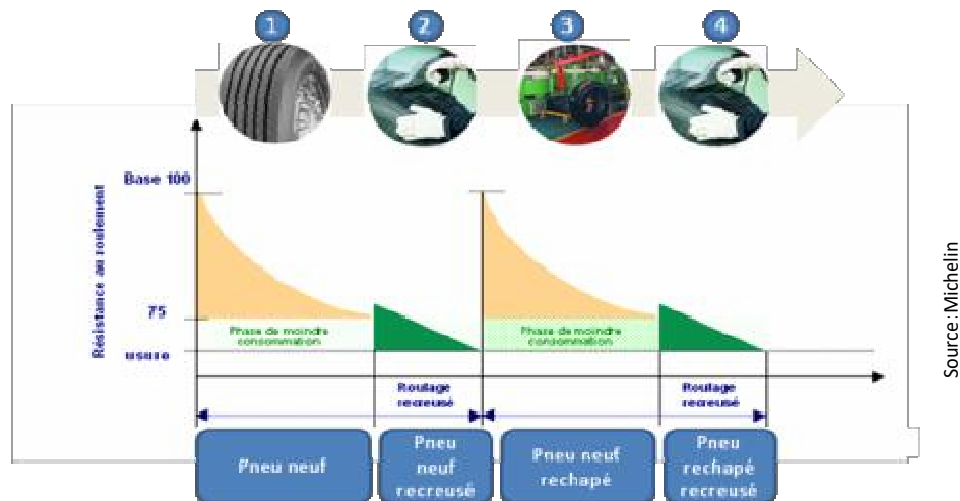 1
2
3
4
Base 100
Résistance au roulement
75
usure
Phase de moindre
consommation
Phase de moindre
consommation
Roulage
recreusé
Roulage
recreusé
Pneu neuf
Pneu
neuf
recreusé
Pneu neuf
rechapé
Pneu
rechapé
recreusé
Source: Michelin